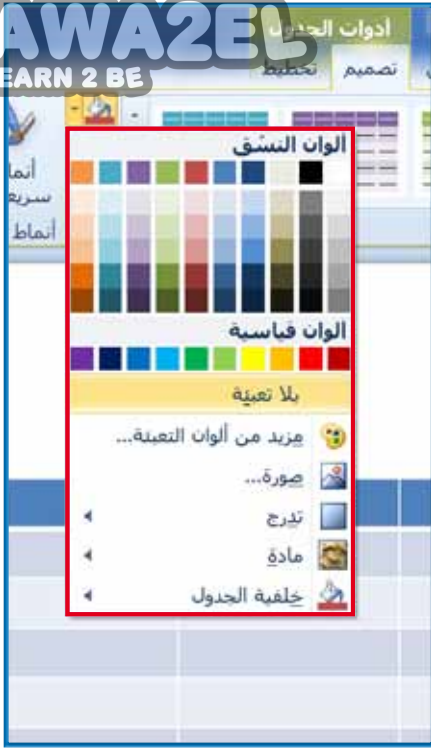 AWA2EL
EARN 2 BE
أدوات الجدول
تصميم تخطيط
أنماط
ألوان النسق
ألوان قياسية
بلا تعبئة
مزيد من ألوان التعبئة...
صورة...
تدرج
مادة
خلفية الجدول